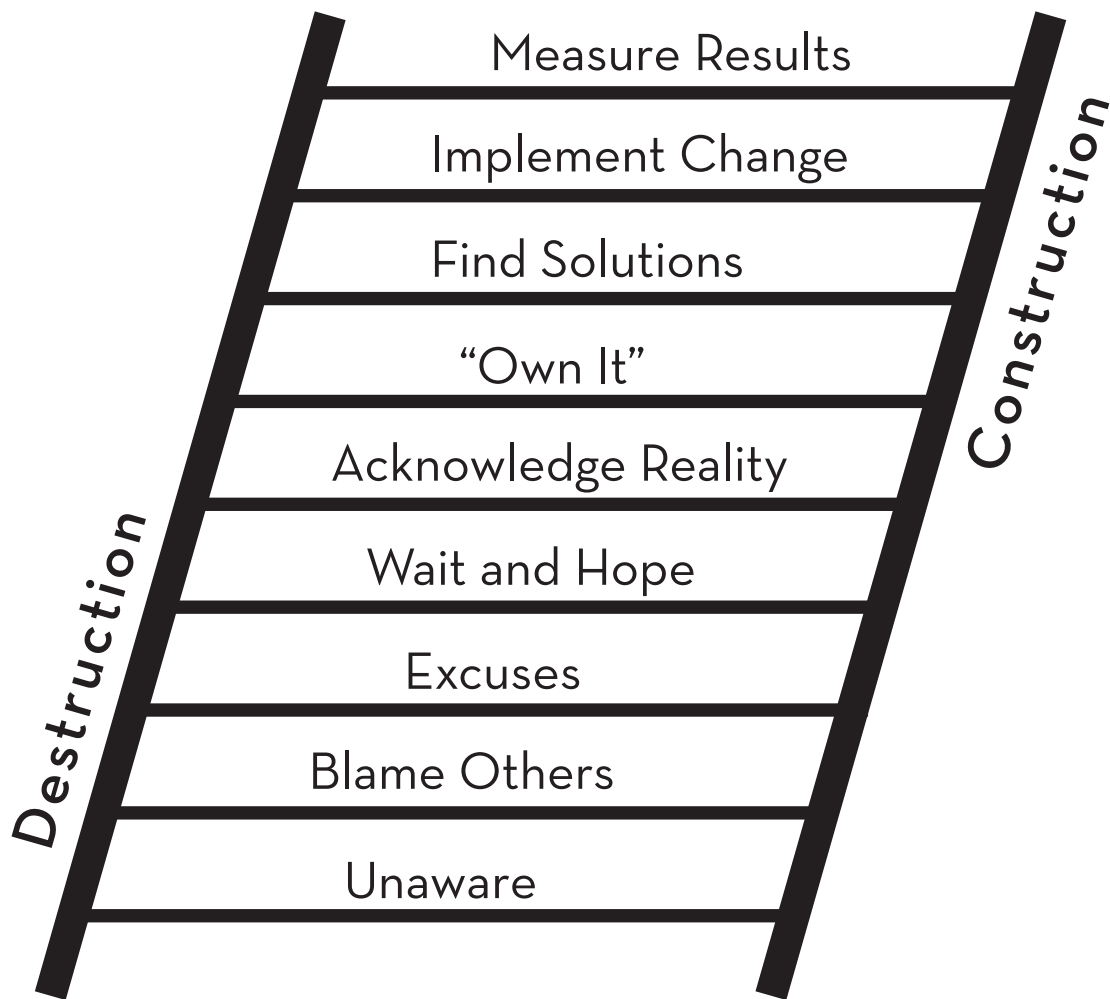 Measure Results
Implement Change
Find Solutions
“Own It”
Acknowledge Reality
Wait and Hope
Excuses
Blame Others
Unaware
Construction
Destruction